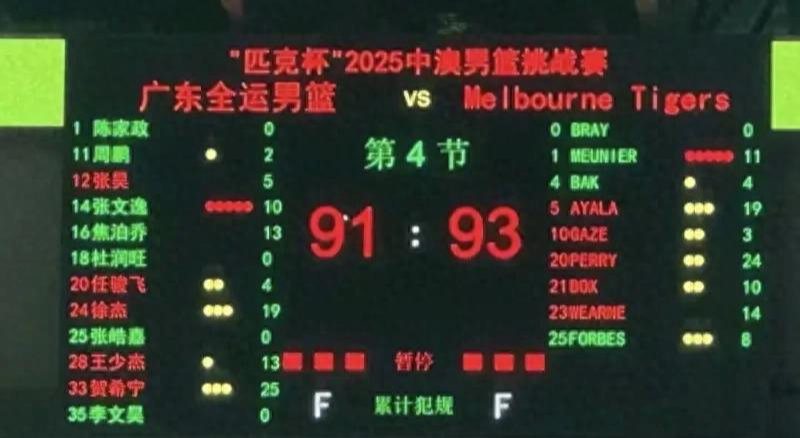 "匹克杯"2025中澳男篮挑战赛
广东全运男篮 VS Melbourne Tigers
第 4 节
91 : 93
1 陈家政 0
11 周鹏 2
12 张昊 5
14 张文逸 10
16 焦泊乔 13
18 杜润旺 0
20 任骏飞 4
24 徐杰 19
25 张皓嘉 0
28 王少杰 13
33 贺希宁 25
35 李文昊 0
0 BRAY 0
1 MEUNIER 11
4 BAK 4
5 AYALA 19
10 GAZE 3
20 PERRY 24
21 BOX 10
23 WEARNE 14
25 FORBES 8
暂停
F 累计犯规 F